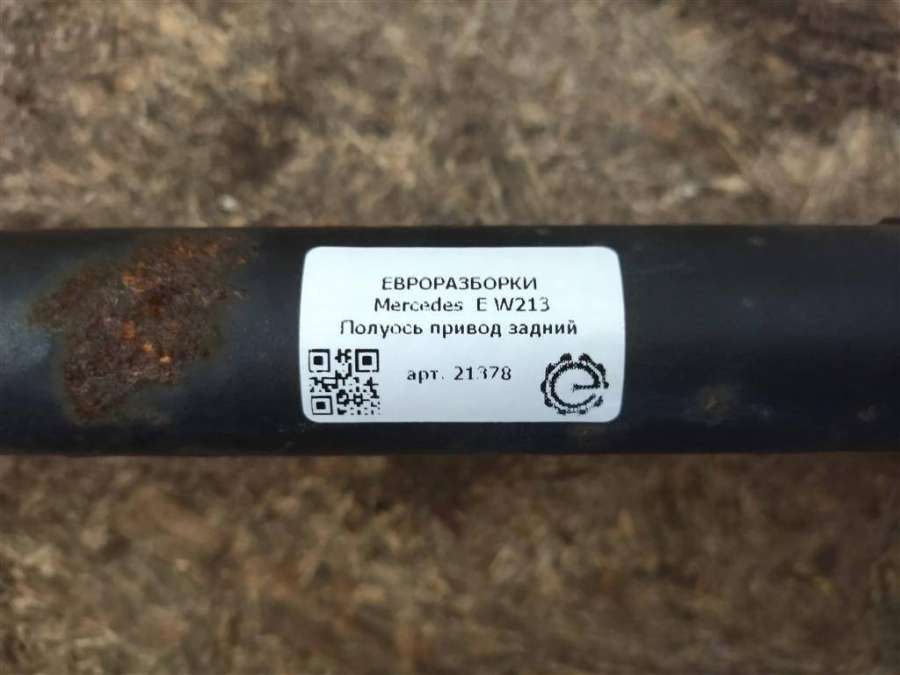 ЕВРОРАЗБОРКИ
Mercedes E W213
Полуось привод задний
арт. 21378